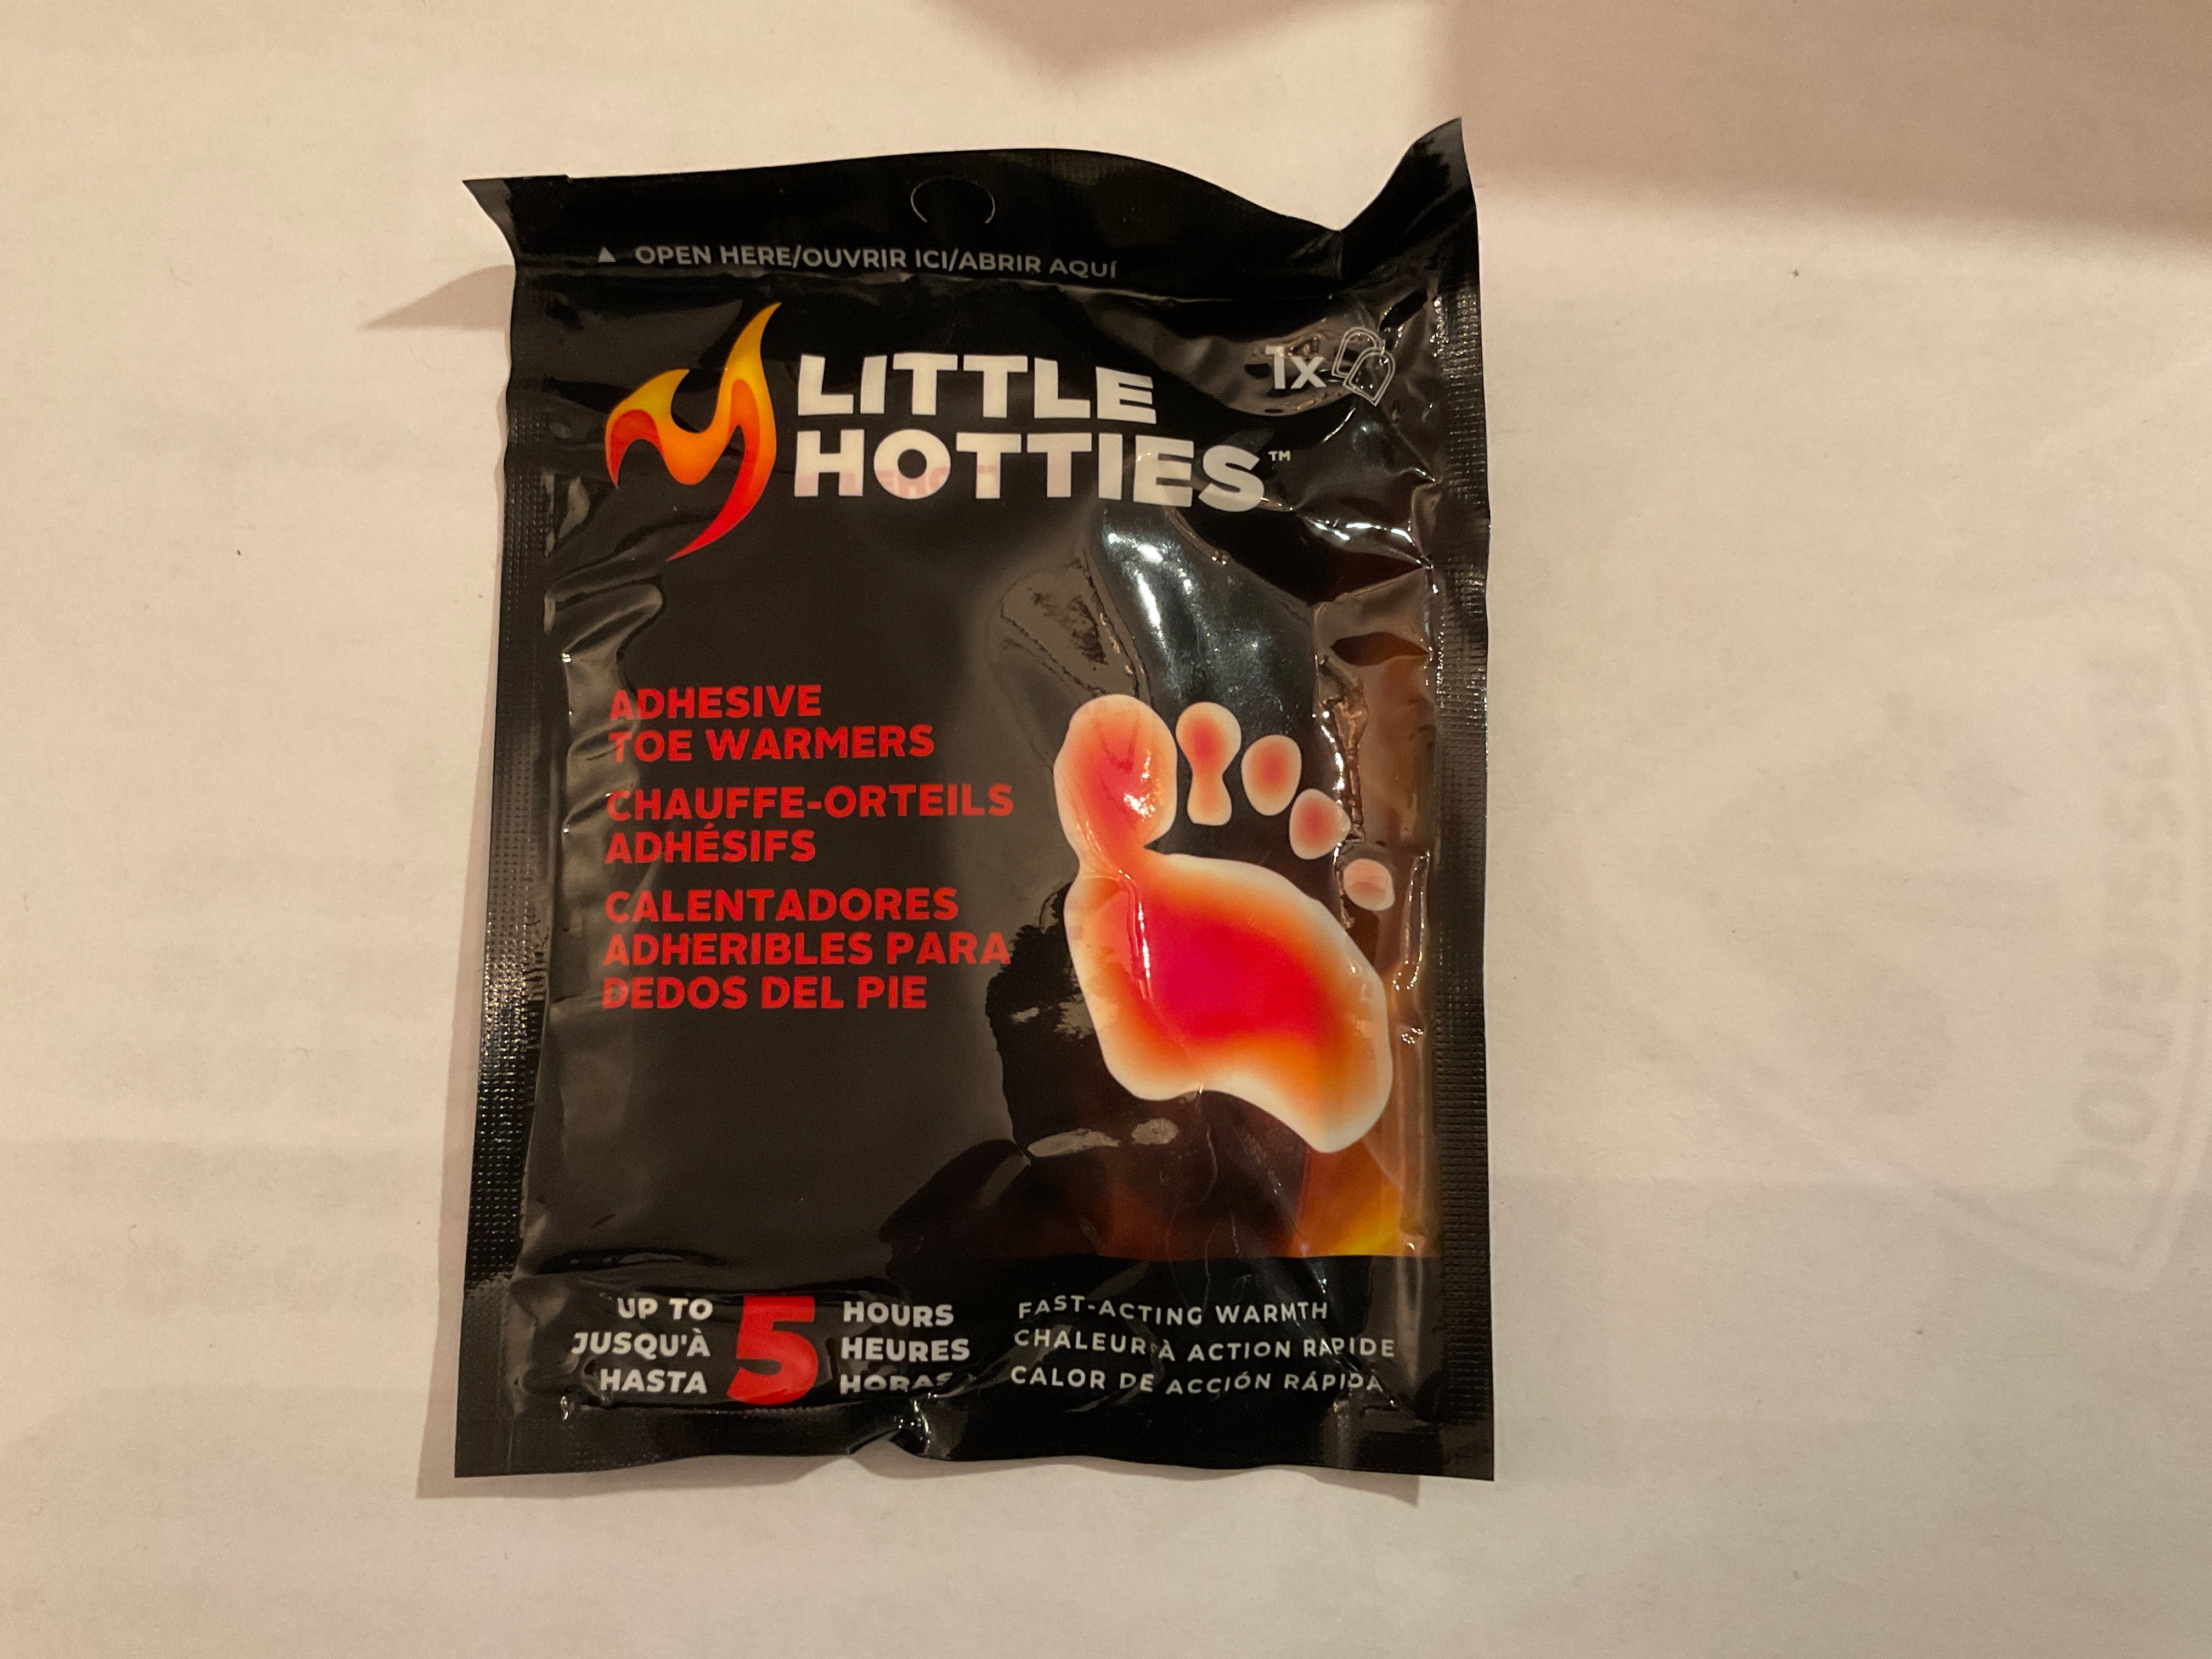 OPEN HERE/OUVRIR ICI/ABRIR AQUÍ
1x
LITTLE
HOTTIES™
ADHESIVE
TOE WARMERS
CHAUFFE-ORTEILS
ADHÉSIFS
CALENTADORES
ADHERIBLES PARA
DEDOS DEL PIE
UP TO 5 HOURS
JUSQU'À HEURES
HASTA HORAS
FAST-ACTING WARMTH
CHALEUR À ACTION RAPIDE
CALOR DE ACCIÓN RÁPIDA